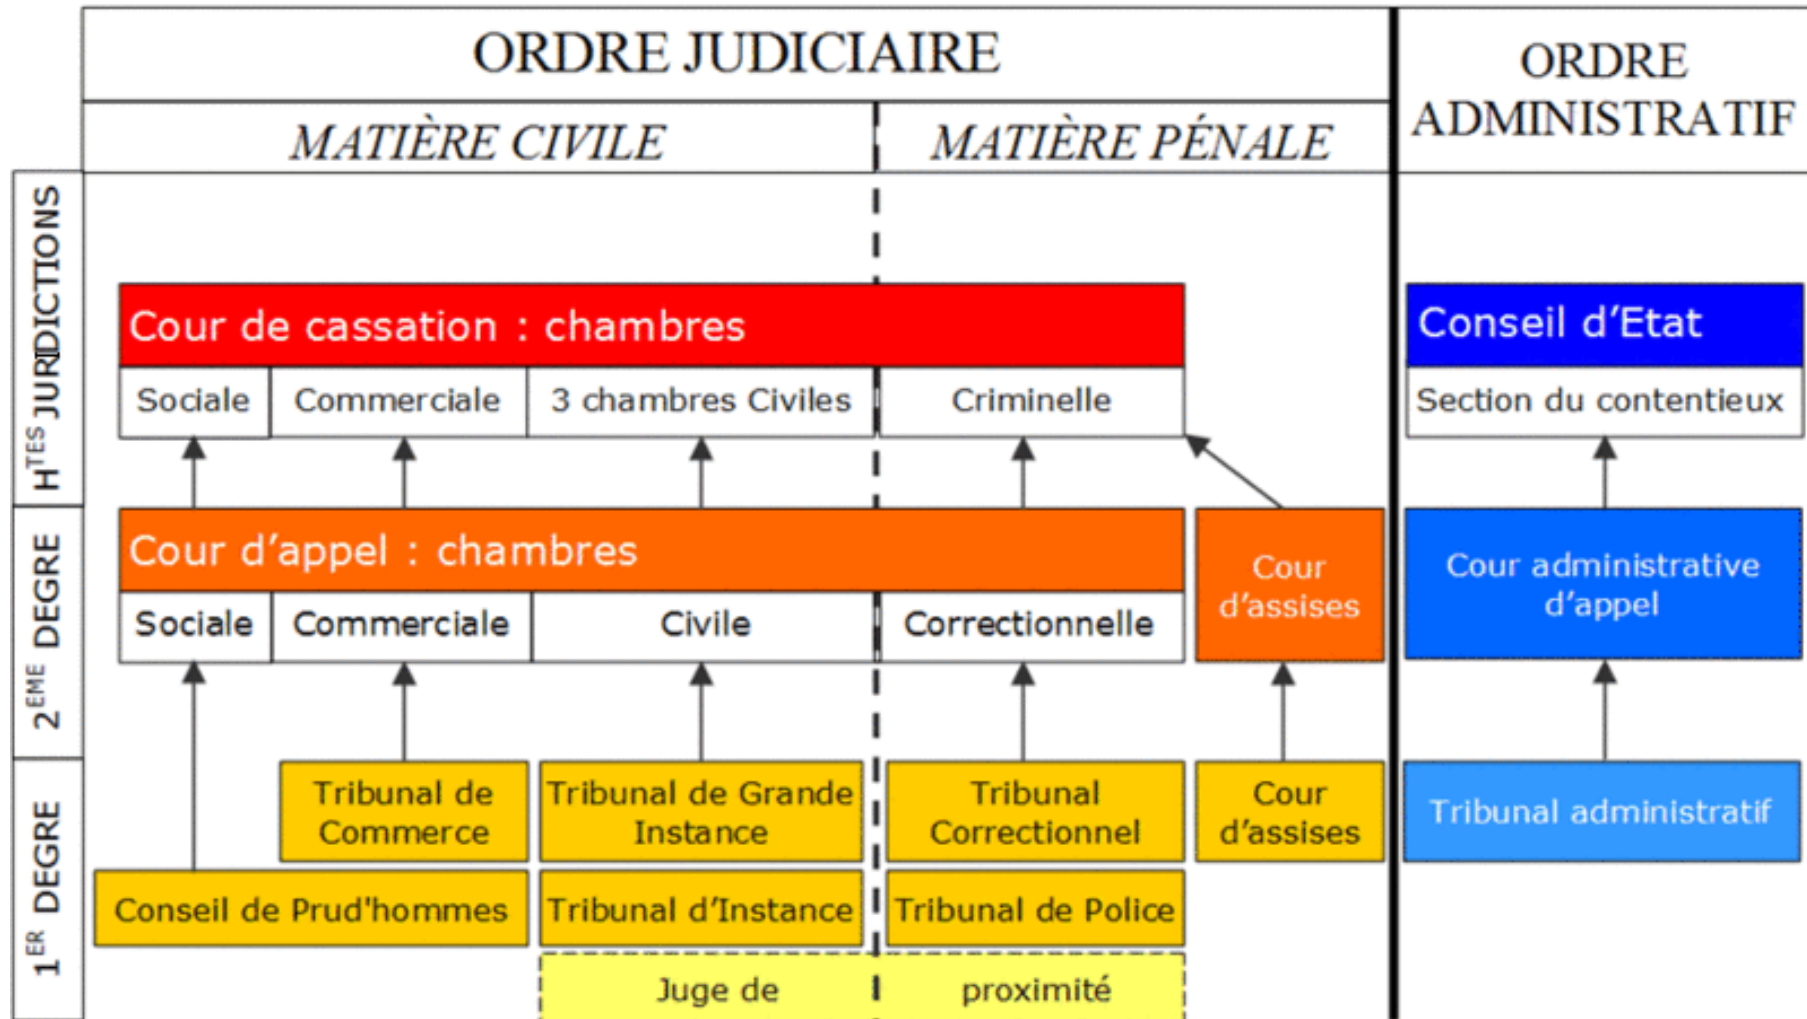 ORDRE JUDICIAIRE
ORDRE
ADMINISTRATIF
MATIÈRE CIVILE
MATIÈRE PÉNALE
HTES JURIDICTIONS
Cour de cassation : chambres
Sociale
Commerciale
3 chambres Civiles
Criminelle
Conseil d’Etat
Section du contentieux
2ÈME DEGRE
Cour d’appel : chambres
Sociale
Commerciale
Civile
Correctionnelle
Cour
d’assises
Cour administrative
d’appel
1ER DEGRE
Tribunal de
Commerce
Tribunal de Grande
Instance
Tribunal
Correctionnel
Cour
d’assises
Tribunal administratif
Conseil de Prud'hommes
Tribunal d’Instance
Tribunal de Police
Juge de proximité